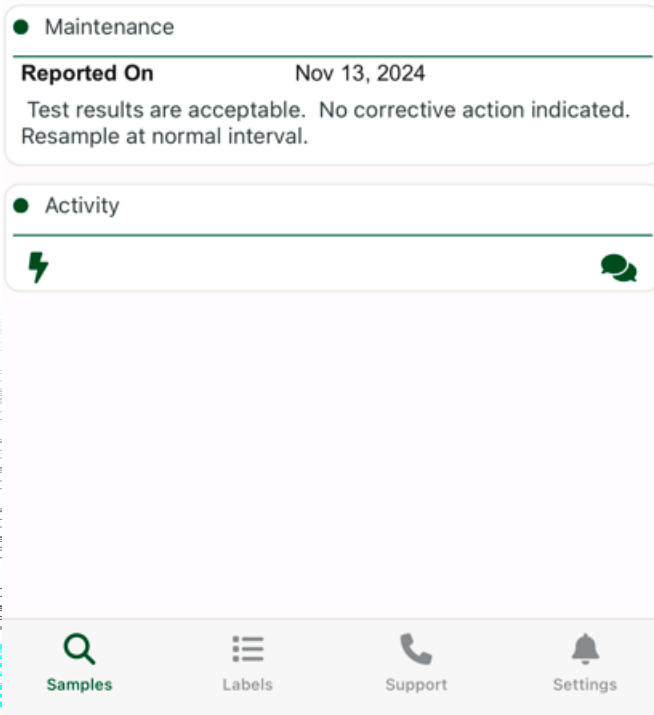 Maintenance
Reported On Nov 13, 2024
Test results are acceptable.  No corrective action indicated.
Resample at normal interval.
Activity
Samples Labels Support Settings